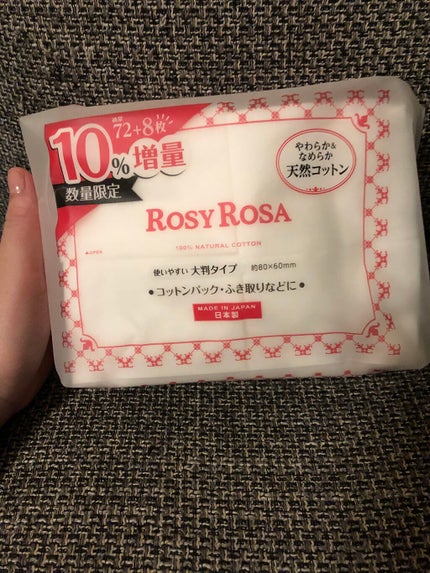 通常
72+8枚
10%増量
数量限定
やわらか&
なめらか
天然コットン
ROSY ROSA
100% NATURAL COTTON
▲OPEN
使いやすい 大判タイプ 約80×60mm
●コットンパック・ふき取りなどに●
MADE IN JAPAN
日本製